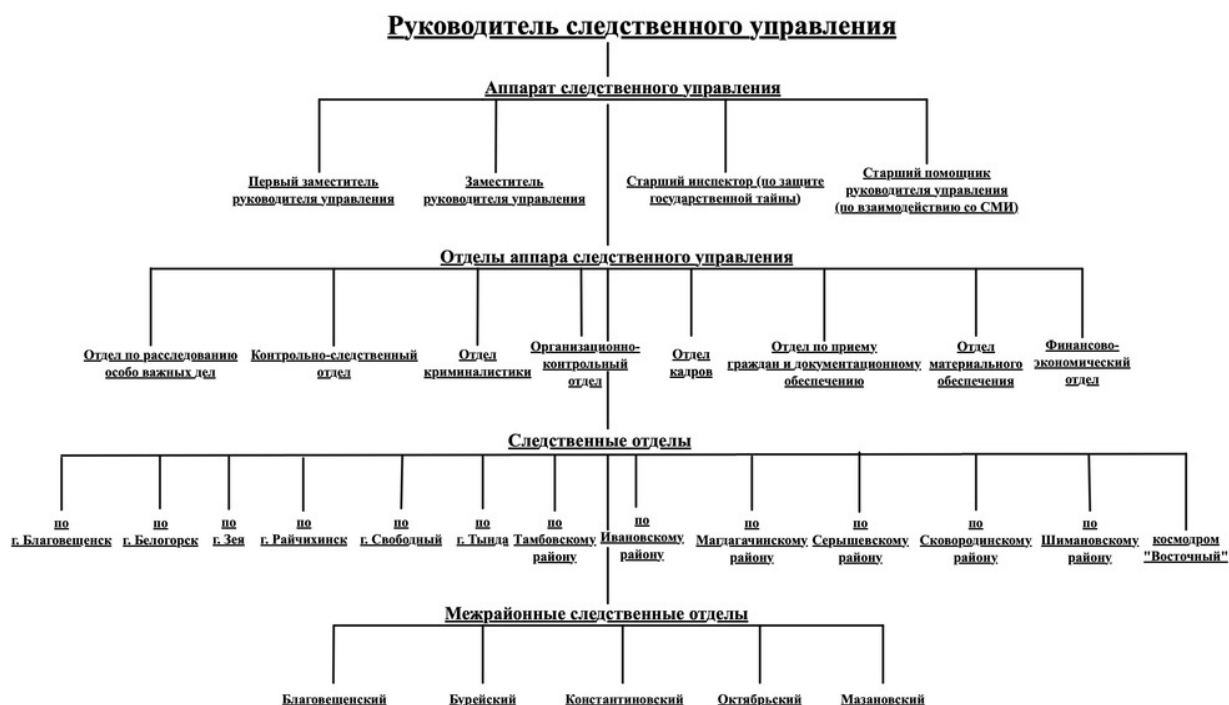 Руководитель следственного управления
Аппарат следственного управления
Первый заместитель
руководителя управления
Заместитель
руководителя управления
Старший инспектор (по защите
государственной тайны)
Старший помощник
руководителя управления
(по взаимодействию со СМИ)
Отделы аппара следственного управления
Отдел по расследованию
особо важных дел
Контрольно-следственный
отдел
Отдел
криминалистики
Организационно-
контрольный
отдел
Отдел
кадров
Отдел по приему
граждан и документационному
обеспечению
Отдел
материального
обеспечения
Финансово-
экономический
отдел
Следственные отделы
по
г. Благовещенск
по
г. Белогорск
по
г. Зея
по
г. Райчихинск
по
г. Свободный
по
г. Тында
по
Тамбовскому
району
по
Ивановскому
району
по
Магдагачинскому
району
по
Серышевскому
району
по
Сковородинскому
району
по
Шимановскому
району
космодром
"Восточный"
Межрайонные следственные отделы
Благовещенский
Бурейский
Константиновский
Октябрьский
Мазановский